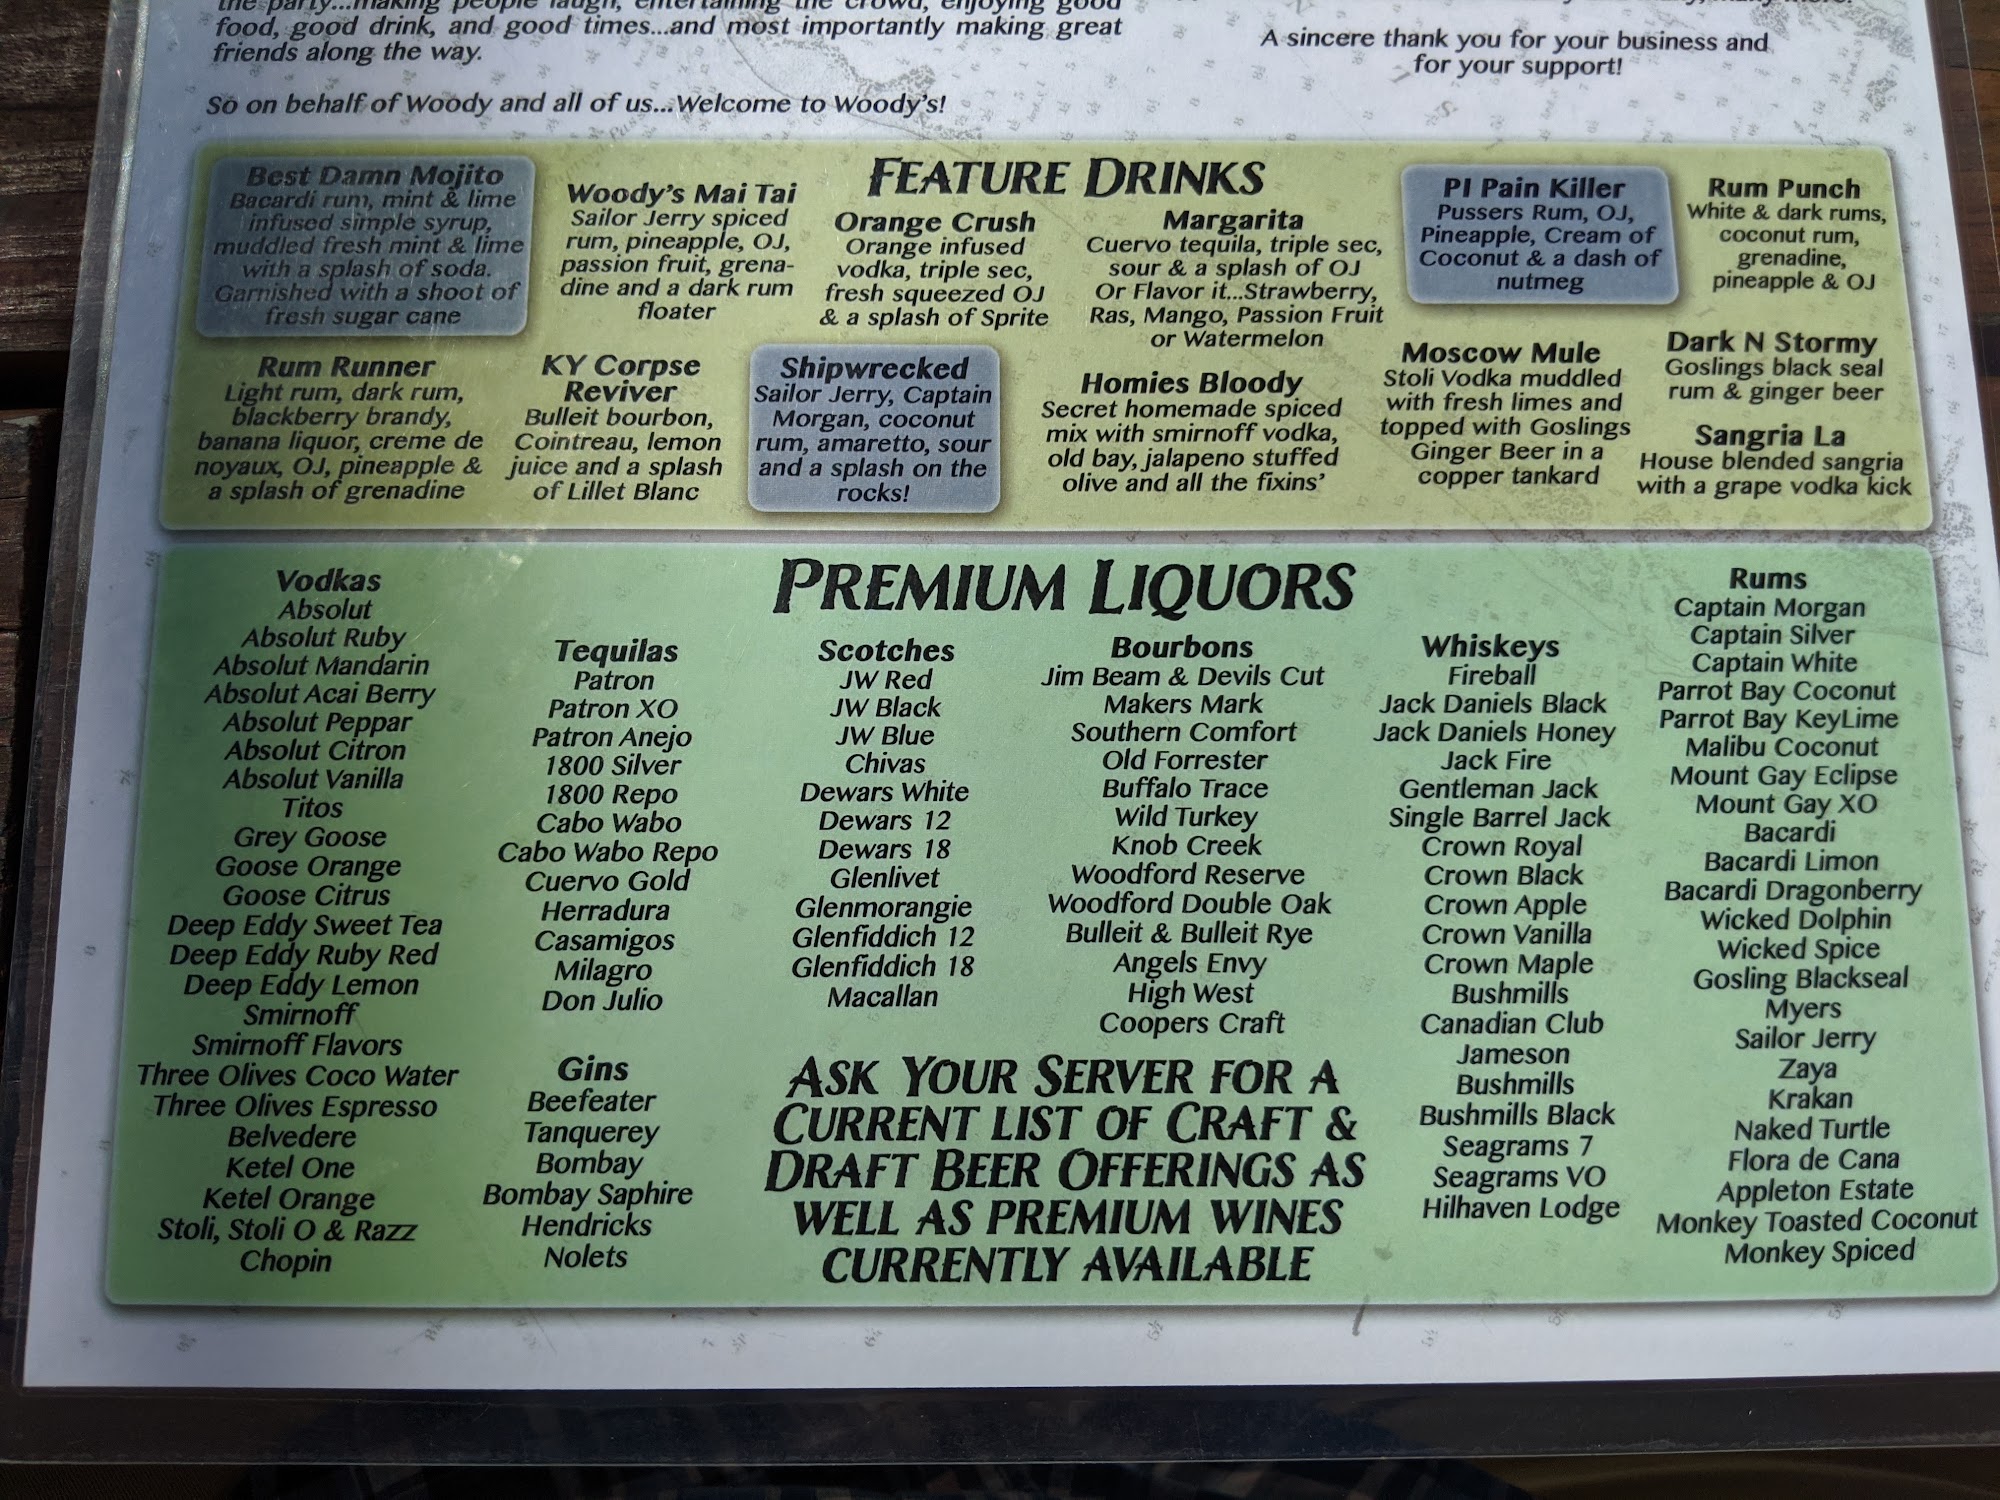 the party...making people laugh, entertaining the crowd, enjoying good
food, good drink, and good times...and most importantly making great
friends along the way.
So on behalf of Woody and all of us...Welcome to Woody's!
A sincere thank you for your business and
for your support!
FEATURE DRINKS
Best Damn Mojito
Bacardi rum, mint & lime
infused simple syrup,
muddled fresh mint & lime
with a splash of soda.
Garnished with a shoot of
fresh sugar cane
Woody's Mai Tai
Sailor Jerry spiced
rum, pineapple, OJ,
passion fruit, grena-
dine and a dark rum
floater
Orange Crush
Orange infused
vodka, triple sec,
fresh squeezed OJ
& a splash of Sprite
Margarita
Cuervo tequila, triple sec,
sour & a splash of OJ
Or Flavor it...Strawberry,
Ras, Mango, Passion Fruit
or Watermelon
PI Pain Killer
Pussers Rum, OJ,
Pineapple, Cream of
Coconut & a dash of
nutmeg
Rum Punch
White & dark rums,
coconut rum,
grenadine,
pineapple & OJ
Rum Runner
Light rum, dark rum,
blackberry brandy,
banana liquor, creme de
noyaux, OJ, pineapple &
a splash of grenadine
KY Corpse
Reviver
Bulleit bourbon,
Cointreau, lemon
juice and a splash
of Lillet Blanc
Shipwrecked
Sailor Jerry, Captain
Morgan, coconut
rum, amaretto, sour
and a splash on the
rocks!
Homies Bloody
Secret homemade spiced
mix with smirnoff vodka,
old bay, jalapeno stuffed
olive and all the fixins'
Moscow Mule
Stoli Vodka muddled
with fresh limes and
topped with Goslings
Ginger Beer in a
copper tankard
Dark N Stormy
Goslings black seal
rum & ginger beer
Sangria La
House blended sangria
with a grape vodka kick
PREMIUM LIQUORS
Vodkas
Absolut
Absolut Ruby
Absolut Mandarin
Absolut Acai Berry
Absolut Peppar
Absolut Citron
Absolut Vanilla
Titos
Grey Goose
Goose Orange
Goose Citrus
Deep Eddy Sweet Tea
Deep Eddy Ruby Red
Deep Eddy Lemon
Smirnoff
Smirnoff Flavors
Three Olives Coco Water
Three Olives Espresso
Belvedere
Ketel One
Ketel Orange
Stoli, Stoli O & Razz
Chopin
Tequilas
Patron
Patron XO
Patron Anejo
1800 Silver
1800 Repo
Cabo Wabo
Cabo Wabo Repo
Cuervo Gold
Herradura
Casamigos
Milagro
Don Julio
Gins
Beefeater
Tanquerey
Bombay
Bombay Saphire
Hendricks
Nolets
Scotches
JW Red
JW Black
JW Blue
Chivas
Dewars White
Dewars 12
Dewars 18
Glenlivet
Glenmorangie
Glenfiddich 12
Glenfiddich 18
Macallan
Bourbons
Jim Beam & Devils Cut
Makers Mark
Southern Comfort
Old Forrester
Buffalo Trace
Wild Turkey
Knob Creek
Woodford Reserve
Woodford Double Oak
Bulleit & Bulleit Rye
Angels Envy
High West
Coopers Craft
ASK YOUR SERVER FOR A
CURRENT LIST OF CRAFT &
DRAFT BEER OFFERINGS AS
WELL AS PREMIUM WINES
CURRENTLY AVAILABLE
Whiskeys
Fireball
Jack Daniels Black
Jack Daniels Honey
Jack Fire
Gentleman Jack
Single Barrel Jack
Crown Royal
Crown Black
Crown Apple
Crown Vanilla
Crown Maple
Bushmills
Canadian Club
Jameson
Bushmills
Bushmills Black
Seagrams 7
Seagrams VO
Hilhaven Lodge
Rums
Captain Morgan
Captain Silver
Captain White
Parrot Bay Coconut
Parrot Bay KeyLime
Malibu Coconut
Mount Gay Eclipse
Mount Gay XO
Bacardi
Bacardi Limon
Bacardi Dragonberry
Wicked Dolphin
Wicked Spice
Gosling Blackseal
Myers
Sailor Jerry
Zaya
Krakan
Naked Turtle
Flora de Cana
Appleton Estate
Monkey Toasted Coconut
Monkey Spiced